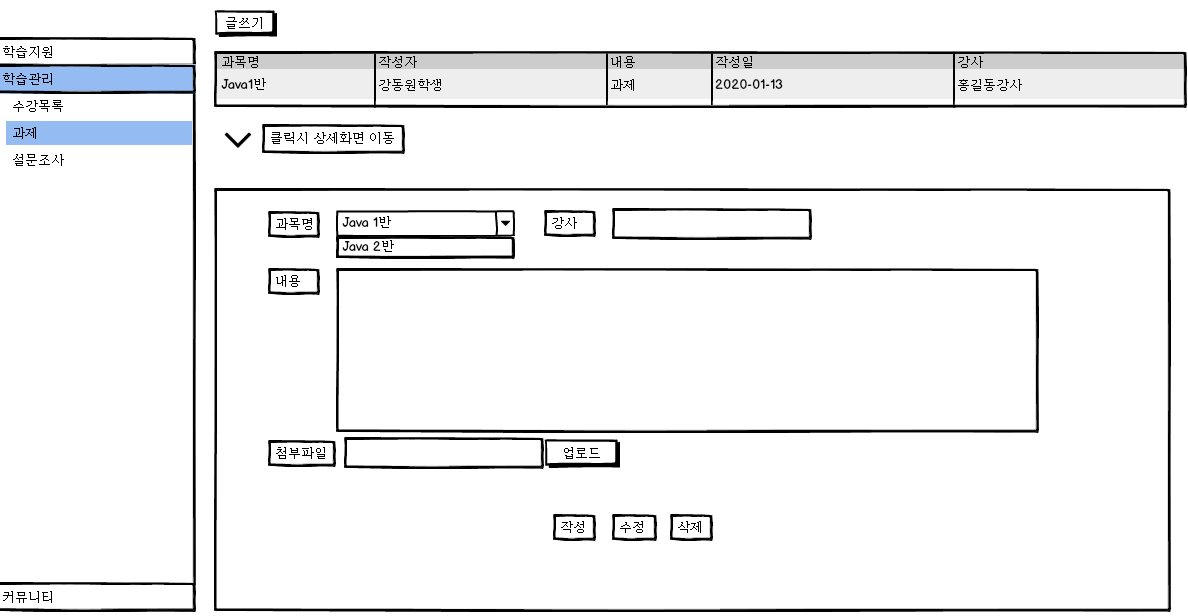 글쓰기
학습지원
학습관리
수강목록
과제
설문조사
커뮤니티
과목명 작성자 내용 작성일 강사
Java1반 강동원학생 과제 2020-01-13 홍길동강사
클릭시 상세화면 이동
과목명 Java 1반 강사
Java 2반
내용
첨부파일 업로드
작성 수정 삭제